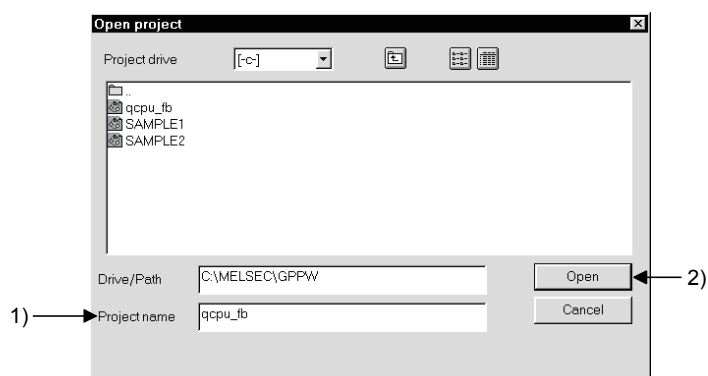 Open project
Project drive [-c-]
..
qcpu_fb
SAMPLE1
SAMPLE2
Drive/Path C:\MELSEC\GPPW Open 2)
1) Project name qcpu_fb Cancel